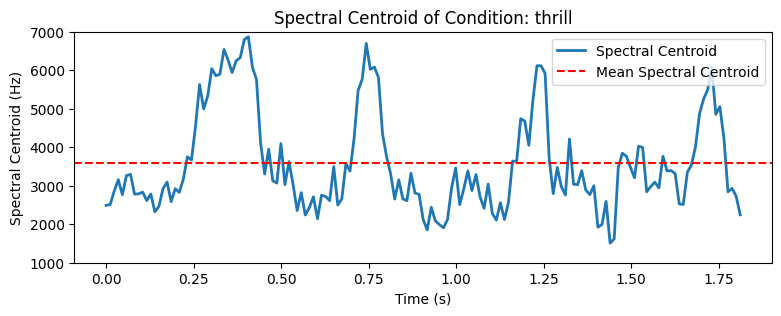 Spectral Centroid of Condition: thrill
Spectral Centroid (Hz)
7000
6000
5000
4000
3000
2000
1000
Spectral Centroid
Mean Spectral Centroid
0.00 0.25 0.50 0.75 1.00 1.25 1.50 1.75
Time (s)